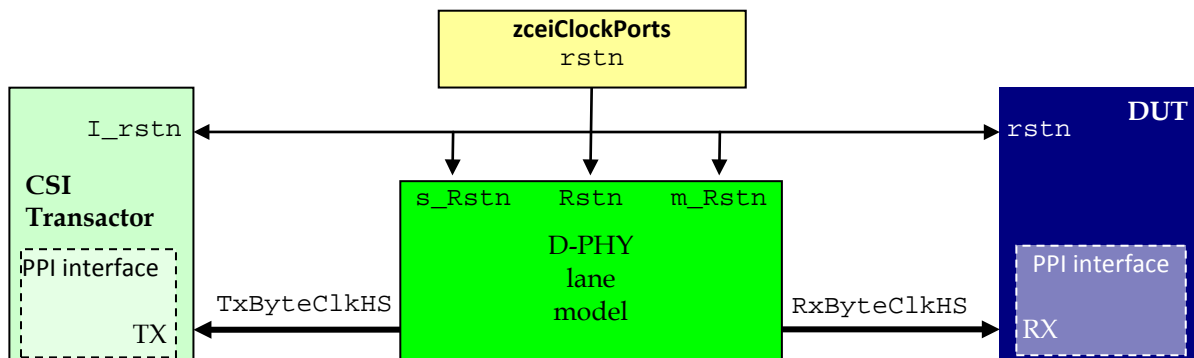 zceiClockPorts
rstn
I_rstn
rstn
DUT
CSI
Transactor
s_Rstn
Rstn
m_Rstn
D-PHY
lane
model
PPI interface
TX
TxByteClkHS
RxByteClkHS
PPI interface
RX